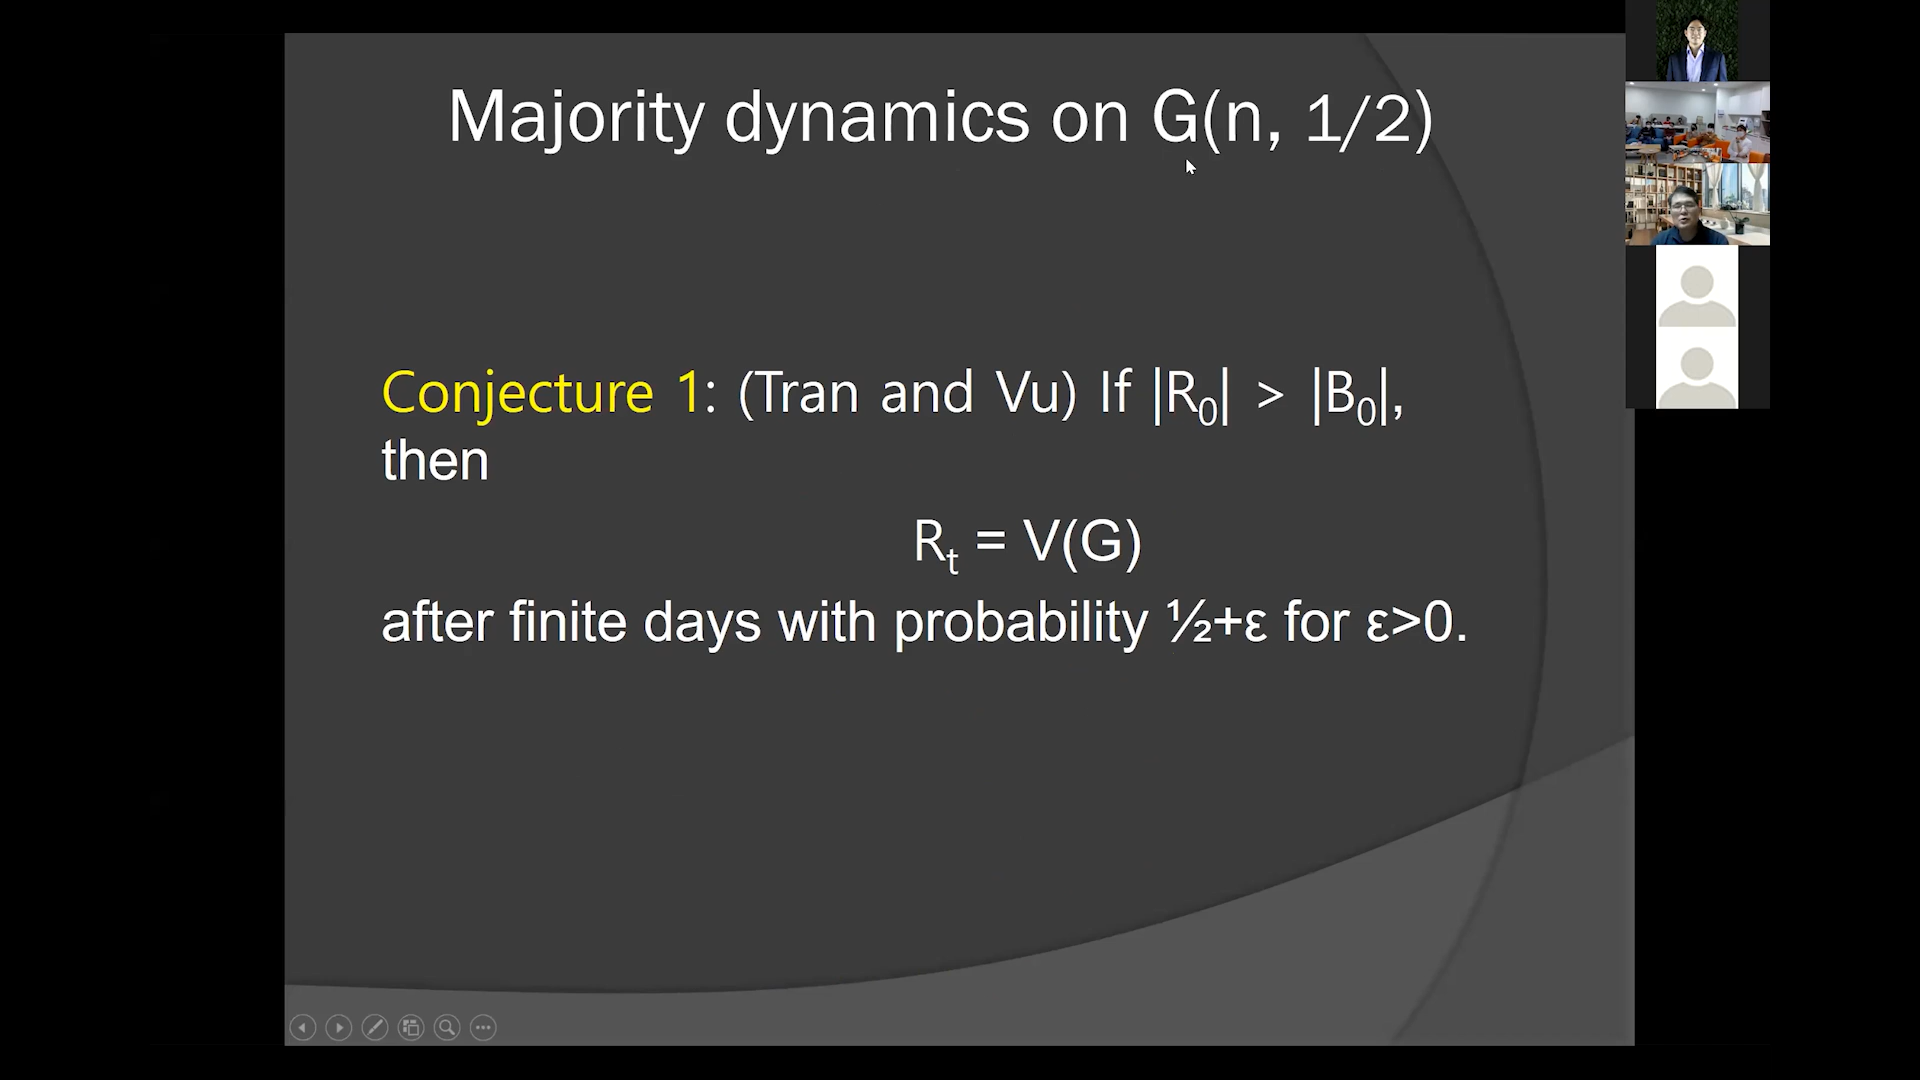 Majority dynamics on G(n, 1/2)
Conjecture 1: (Tran and Vu) If |R₀| > |B₀|,
then
Rₜ = V(G)
after finite days with probability ½+ε for ε>0.